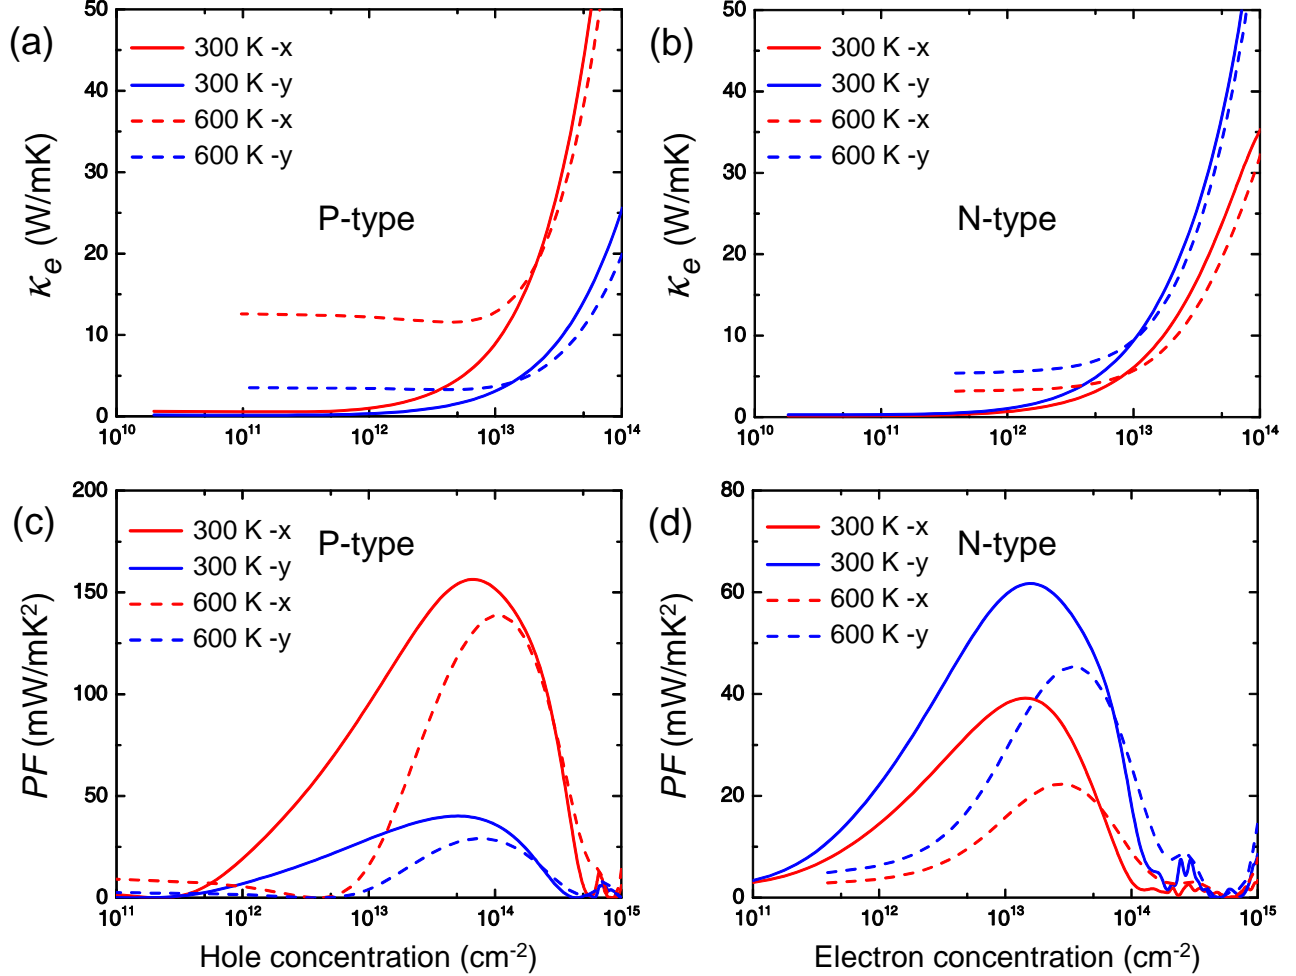 (a)
κe (W/mK)
50
40
30
20
10
0
300 K -x
300 K -y
600 K -x
600 K -y
P-type
10^10
10^11
10^12
10^13
10^14
(b)
κe (W/mK)
50
40
30
20
10
0
300 K -x
300 K -y
600 K -x
600 K -y
N-type
10^10
10^11
10^12
10^13
10^14
(c)
PF (mW/mK²)
200
150
100
50
0
300 K -x
300 K -y
600 K -x
600 K -y
P-type
10^11
10^12
10^13
10^14
10^15
Hole concentration (cm⁻²)
(d)
PF (mW/mK²)
80
60
40
20
0
300 K -x
300 K -y
600 K -x
600 K -y
N-type
10^11
10^12
10^13
10^14
10^15
Electron concentration (cm⁻²)